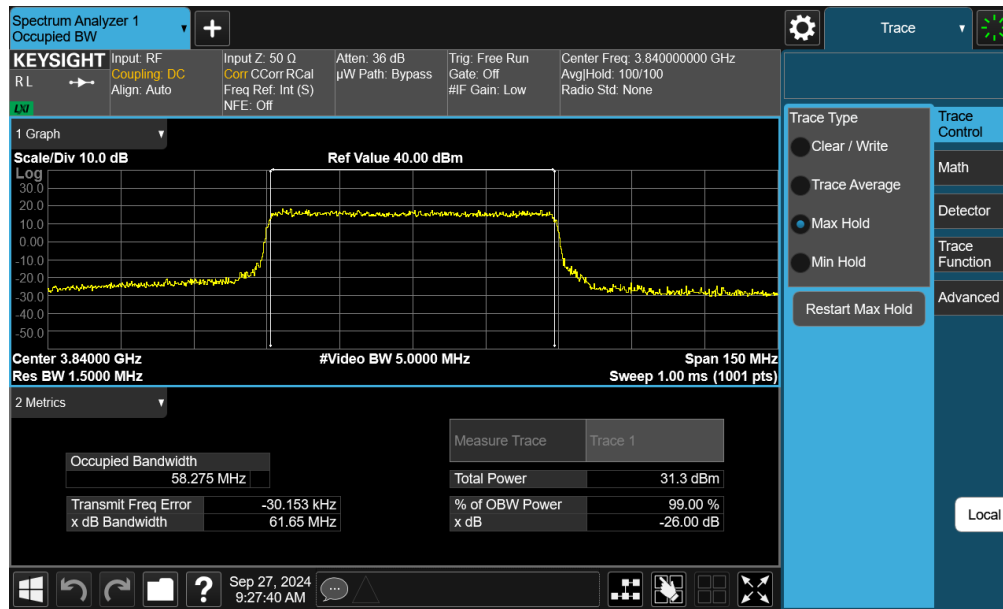 Spectrum Analyzer 1
Occupied BW
Trace
KEYSIGHT
RL
LXI
Input: RF
Coupling: DC
Align: Auto
Input Z: 50 Ω
Corr CCorr RCal
Freq Ref: Int (S)
NFE: Off
Atten: 36 dB
µW Path: Bypass
Trig: Free Run
Gate: Off
#IF Gain: Low
Center Freq: 3.840000000 GHz
Avg|Hold: 100/100
Radio Std: None
1 Graph
Scale/Div 10.0 dB
Ref Value 40.00 dBm
Log
30.0
20.0
10.0
0.00
-10.0
-20.0
-30.0
-40.0
-50.0
Center 3.84000 GHz
#Video BW 5.0000 MHz
Span 150 MHz
Res BW 1.5000 MHz
Sweep 1.00 ms (1001 pts)
2 Metrics
Measure Trace
Trace 1
Occupied Bandwidth
58.275 MHz
Total Power
31.3 dBm
Transmit Freq Error
-30.153 kHz
% of OBW Power
99.00 %
x dB Bandwidth
61.65 MHz
x dB
-26.00 dB
Trace Type
Clear / Write
Trace Average
Max Hold
Min Hold
Restart Max Hold
Trace
Control
Math
Detector
Trace
Function
Advanced
Local
?
Sep 27, 2024
9:27:40 AM